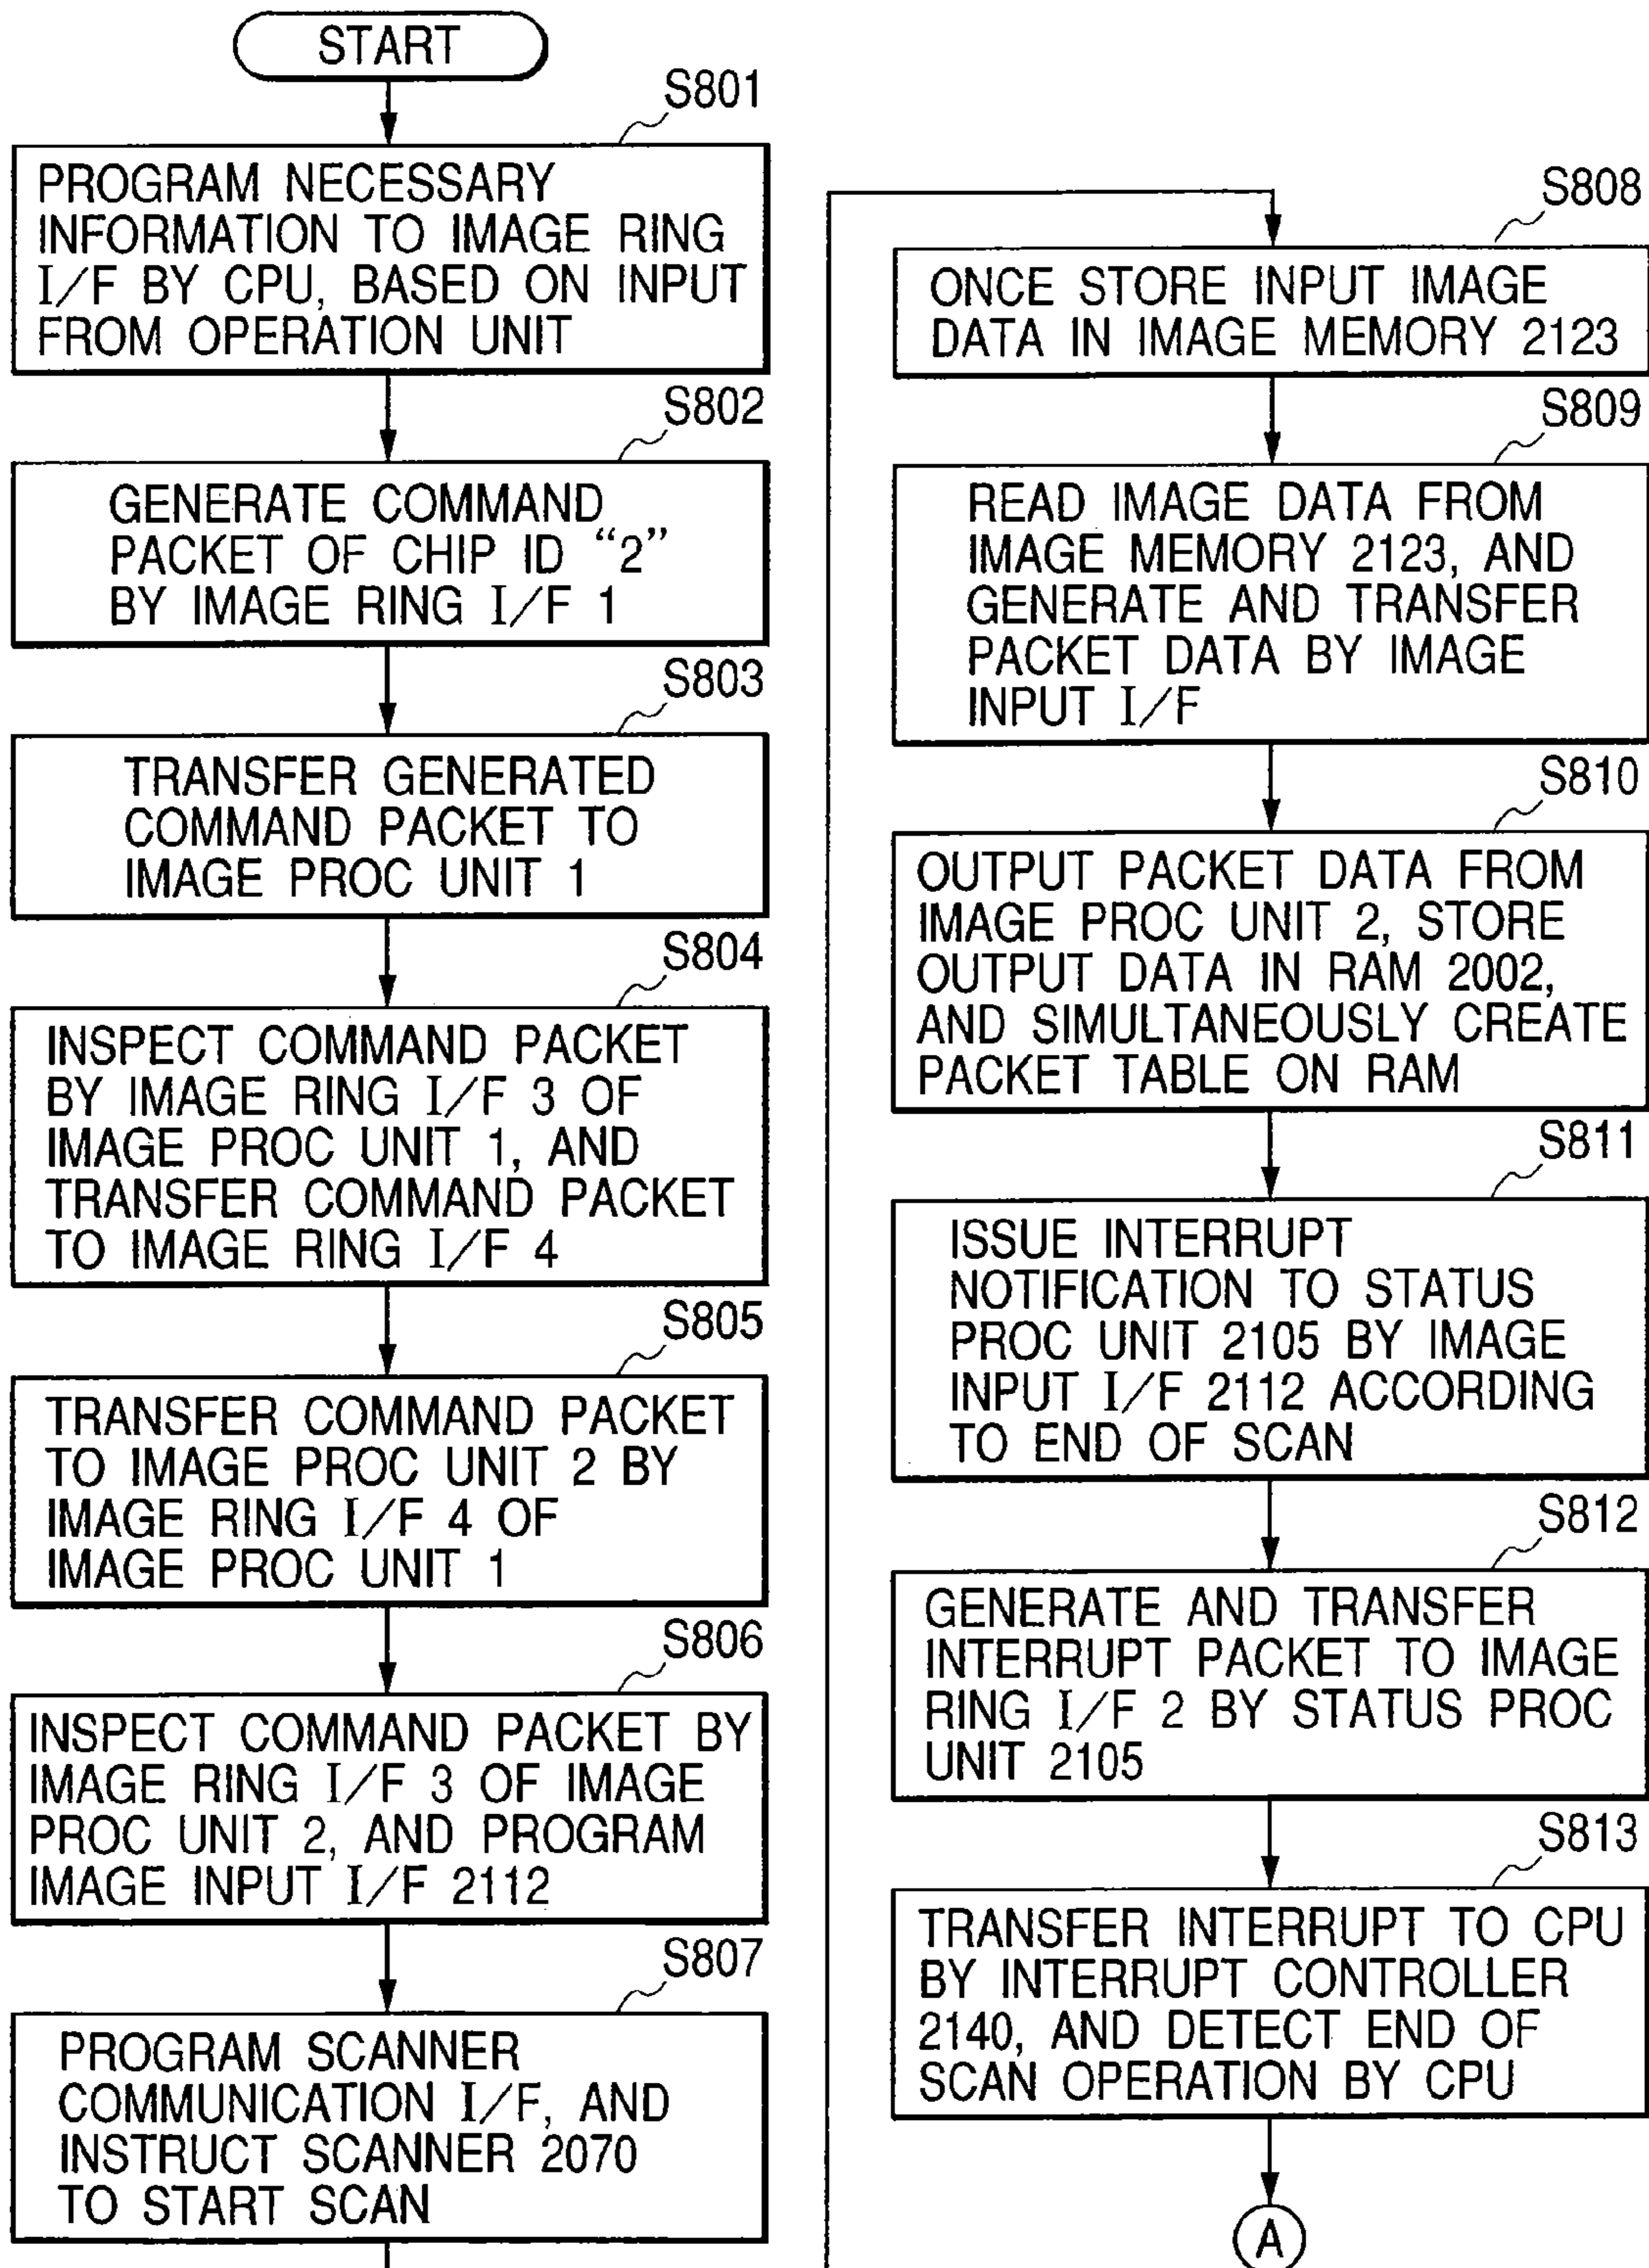 START
S801
PROGRAM NECESSARY
INFORMATION TO IMAGE RING
I/F BY CPU, BASED ON INPUT
FROM OPERATION UNIT
S802
GENERATE COMMAND
PACKET OF CHIP ID “2”
BY IMAGE RING I/F 1
S803
TRANSFER GENERATED
COMMAND PACKET TO
IMAGE PROC UNIT 1
S804
INSPECT COMMAND PACKET
BY IMAGE RING I/F 3 OF
IMAGE PROC UNIT 1, AND
TRANSFER COMMAND PACKET
TO IMAGE RING I/F 4
S805
TRANSFER COMMAND PACKET
TO IMAGE PROC UNIT 2 BY
IMAGE RING I/F 4 OF
IMAGE PROC UNIT 1
S806
INSPECT COMMAND PACKET BY
IMAGE RING I/F 3 OF IMAGE
PROC UNIT 2, AND PROGRAM
IMAGE INPUT I/F 2112
S807
PROGRAM SCANNER
COMMUNICATION I/F, AND
INSTRUCT SCANNER 2070
TO START SCAN
S808
ONCE STORE INPUT IMAGE
DATA IN IMAGE MEMORY 2123
S809
READ IMAGE DATA FROM
IMAGE MEMORY 2123, AND
GENERATE AND TRANSFER
PACKET DATA BY IMAGE
INPUT I/F
S810
OUTPUT PACKET DATA FROM
IMAGE PROC UNIT 2, STORE
OUTPUT DATA IN RAM 2002,
AND SIMULTANEOUSLY CREATE
PACKET TABLE ON RAM
S811
ISSUE INTERRUPT
NOTIFICATION TO STATUS
PROC UNIT 2105 BY IMAGE
INPUT I/F 2112 ACCORDING
TO END OF SCAN
S812
GENERATE AND TRANSFER
INTERRUPT PACKET TO IMAGE
RING I/F 2 BY STATUS PROC
UNIT 2105
S813
TRANSFER INTERRUPT TO CPU
BY INTERRUPT CONTROLLER
2140, AND DETECT END OF
SCAN OPERATION BY CPU
A